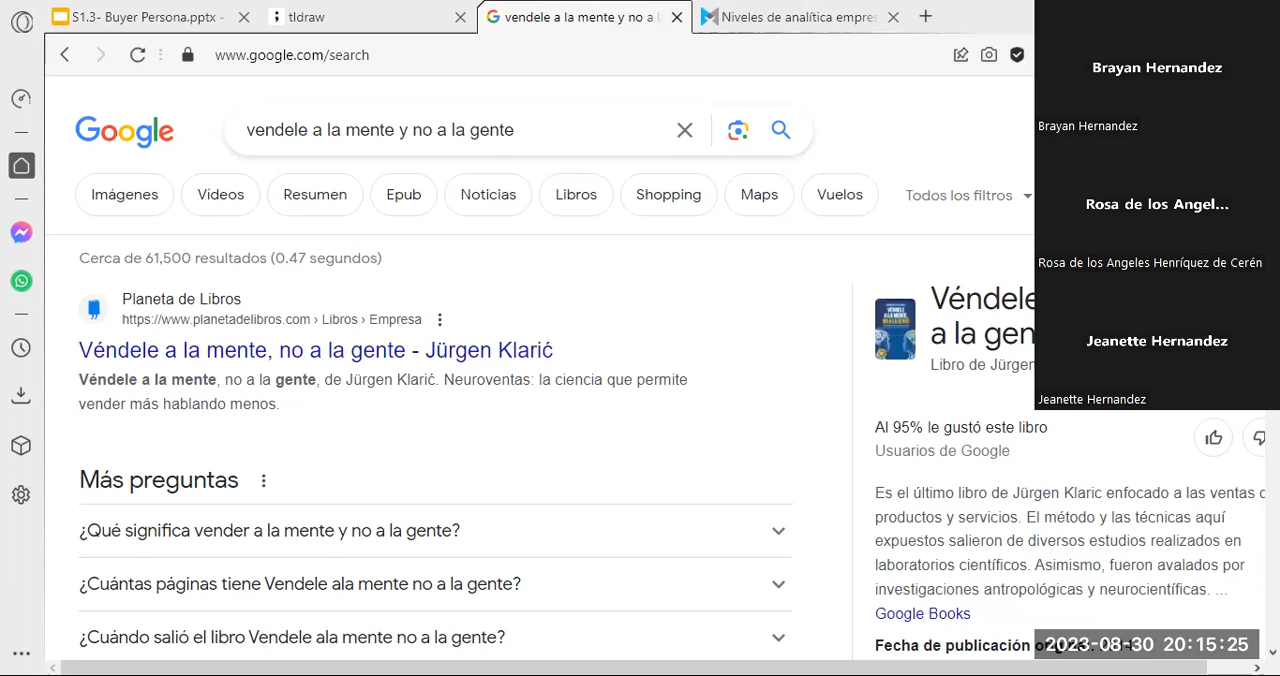 S1.3- Buyer Persona.pptx -
tldraw
vendele a la mente y no a l
Niveles de analítica empres
www.google.com/search
Google
vendele a la mente y no a la gente
Imágenes
Vídeos
Resumen
Epub
Noticias
Libros
Shopping
Maps
Vuelos
Todos los filtros
Cerca de 61,500 resultados (0.47 segundos)
Planeta de Libros
https://www.planetadelibros.com › Libros › Empresa
Véndele a la mente, no a la gente - Jürgen Klarić
Véndele a la mente, no a la gente, de Jürgen Klarić. Neuroventas: la ciencia que permite
vender más hablando menos.
Más preguntas
¿Qué significa vender a la mente y no a la gente?
¿Cuántas páginas tiene Vendele ala mente no a la gente?
¿Cuándo salió el libro Vendele ala mente no a la gente?
VÉNDELE
A LA MENTE,
NO A LA GENTE
Véndele
a la gen
Libro de Jürgen
Al 95% le gustó este libro
Usuarios de Google
Es el último libro de Jürgen Klaric enfocado a las ventas
productos y servicios. El método y las técnicas aquí
expuestos salieron de diversos estudios realizados en
laboratorios científicos. Asimismo, fueron avalados por
investigaciones antropológicas y neurocientíficas. ...
Google Books
Fecha de publicación
Brayan Hernandez
Brayan Hernandez
Rosa de los Angel...
Rosa de los Angeles Henríquez de Cerén
Jeanette Hernandez
Jeanette Hernandez
2023-08-30 20:15:25